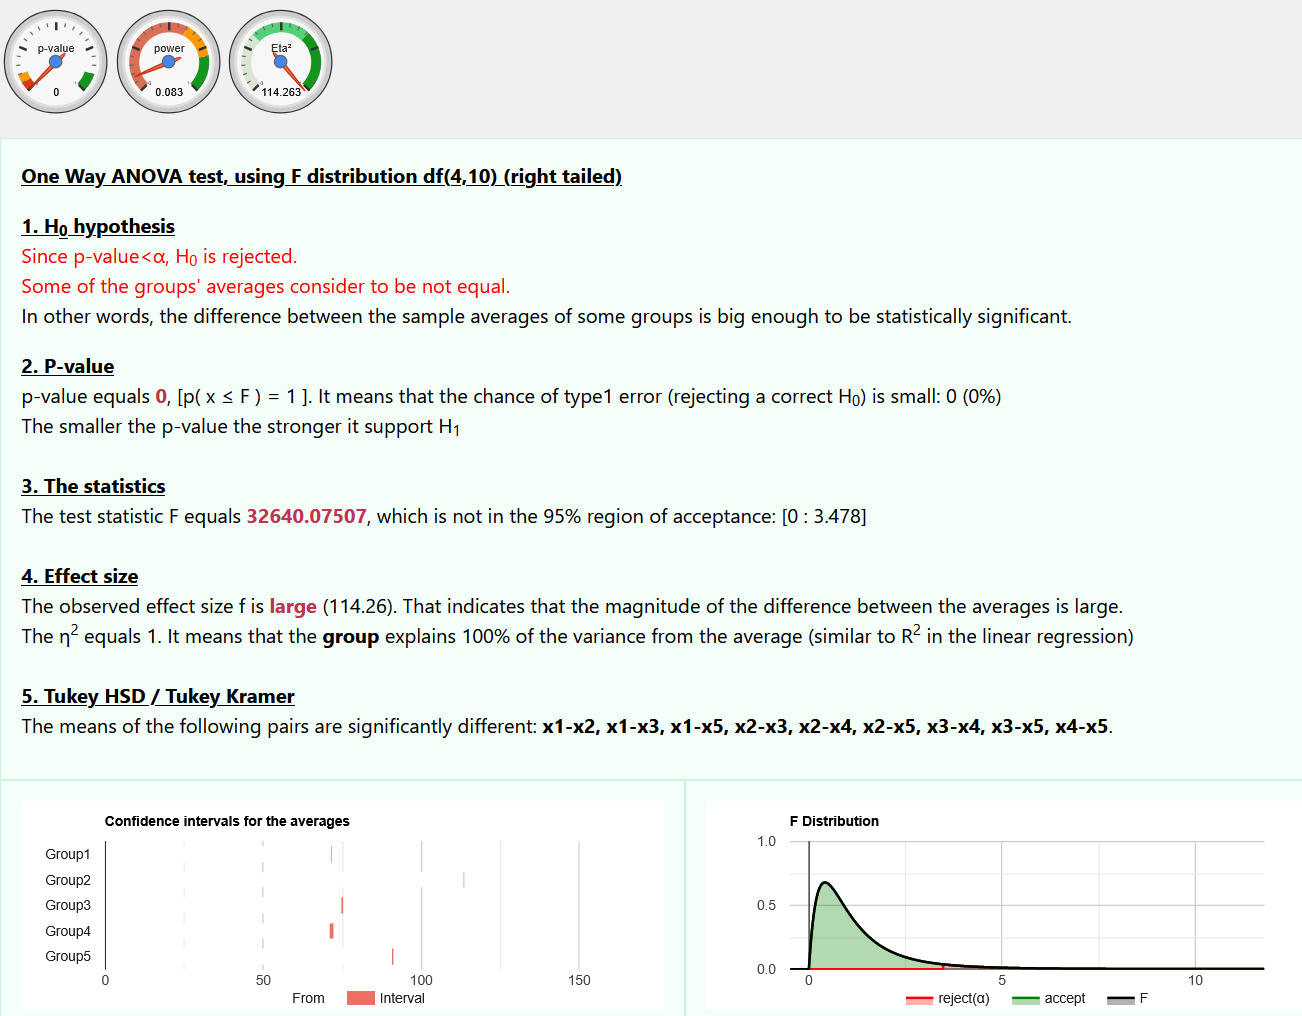 p-value
0
power
0.083
Eta²
114.263
One Way ANOVA test, using F distribution df(4,10) (right tailed)
1. H₀ hypothesis
Since p-value<α, H₀ is rejected.
Some of the groups' averages consider to be not equal.
In other words, the difference between the sample averages of some groups is big enough to be statistically significant.
2. P-value
p-value equals 0, [p( x ≤ F ) = 1 ]. It means that the chance of type1 error (rejecting a correct H₀) is small: 0 (0%)
The smaller the p-value the stronger it support H₁
3. The statistics
The test statistic F equals 32640.07507, which is not in the 95% region of acceptance: [0 : 3.478]
4. Effect size
The observed effect size f is large (114.26). That indicates that the magnitude of the difference between the averages is large.
The η² equals 1. It means that the group explains 100% of the variance from the average (similar to R² in the linear regression)
5. Tukey HSD / Tukey Kramer
The means of the following pairs are significantly different: x1-x2, x1-x3, x1-x5, x2-x3, x2-x4, x2-x5, x3-x4, x3-x5, x4-x5.
Confidence intervals for the averages
Group1
Group2
Group3
Group4
Group5
0 50 100 150
From Interval
F Distribution
1.0
0.5
0.0
0 5 10
reject(α) accept F